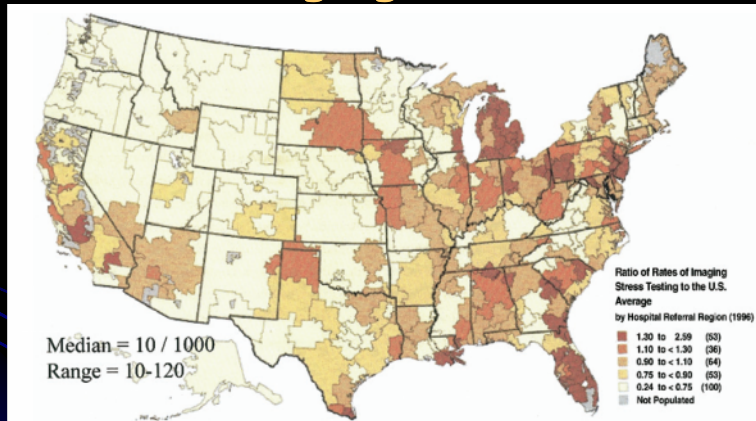 Ratio of Rates of Imaging
Stress Testing to the U.S.
Average
by Hospital Referral Region (1996)
1.30 to 2.59 (53)
1.10 to < 1.30 (36)
0.90 to < 1.10 (64)
0.75 to < 0.90 (53)
0.24 to < 0.75 (100)
Not Populated
Median = 10 / 1000
Range = 10-120